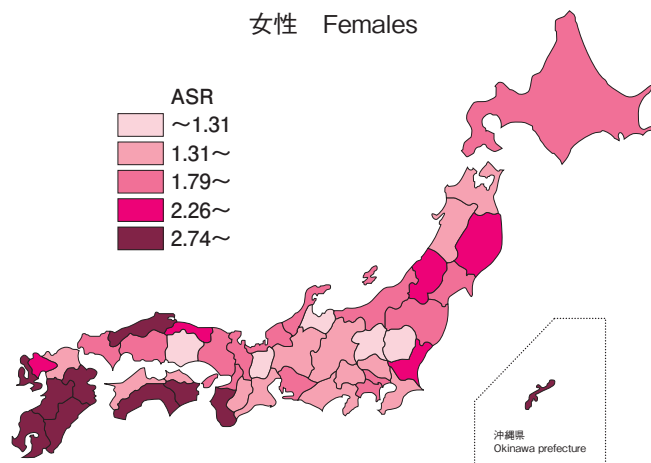 女性 Females
ASR
～1.31
1.31～
1.79～
2.26～
2.74～
沖縄県
Okinawa prefecture